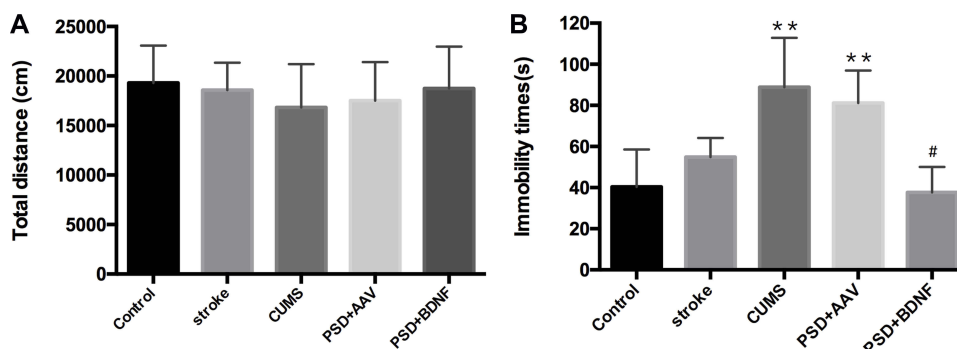 A
Total distance (cm)
25000
20000
15000
10000
5000
0
Control
stroke
CUMS
PSD+AAV
PSD+BDNF
B
Immobility times(s)
120
100
80
60
40
20
0
**
**
#
Control
stroke
CUMS
PSD+AAV
PSD+BDNF